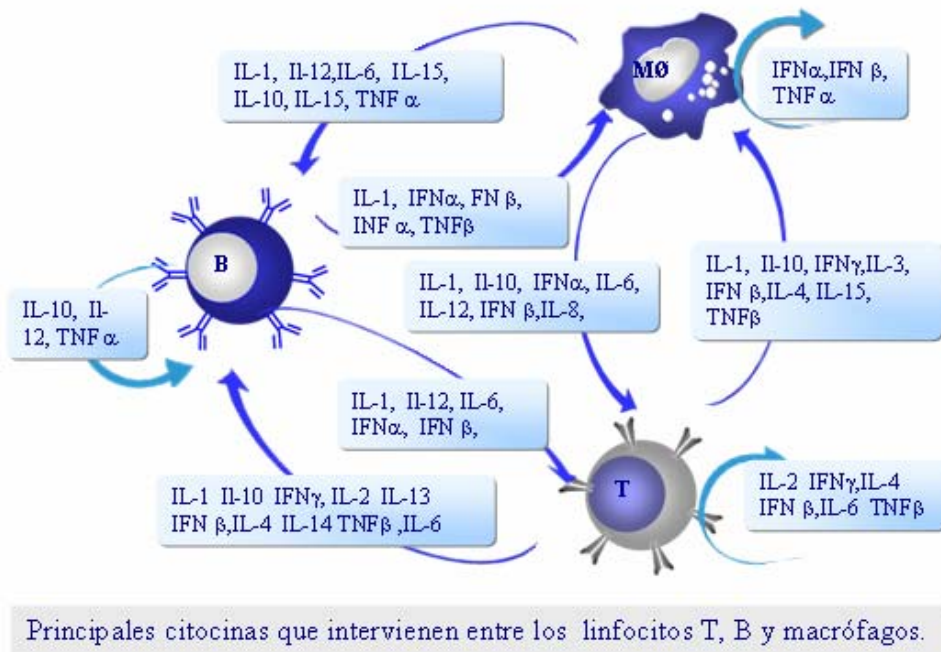 IL-1, Il-12,IL-6, IL-15,
IL-10, IL-15, TNF α
MØ
IFNα,IFN β,
TNF α
IL-1, IFNα, FN β,
INF α, TNFβ
B
IL-10, Il-
12, TNF α
IL-1, Il-10, IFNα, IL-6,
IL-12, IFN β,IL-8,
IL-1, Il-10, IFNγ,IL-3,
IFN β,IL-4, IL-15,
TNFβ
IL-1, Il-12, IL-6,
IFNα, IFN β,
T
IL-1 Il-10 IFNγ, IL-2 IL-13
IFN β,IL-4 IL-14 TNFβ ,IL-6
IL-2 IFNγ,IL-4
IFN β,IL-6 TNFβ
Principales citocinas que intervienen entre los linfocitos T, B y macrófagos.